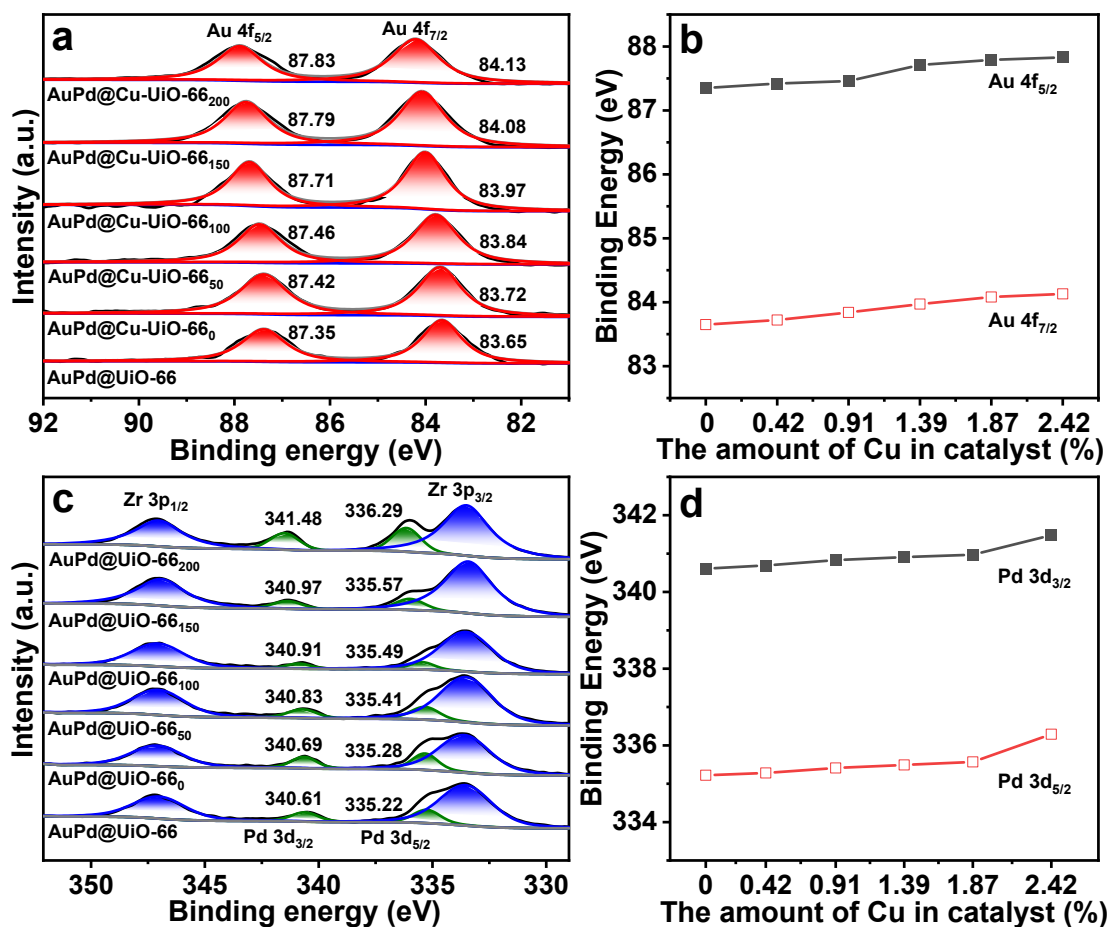 a
Au 4f5/2
Au 4f7/2
87.83
84.13
AuPd@Cu-UiO-66200
87.79
84.08
AuPd@Cu-UiO-66150
87.71
83.97
AuPd@Cu-UiO-66100
87.46
83.84
AuPd@Cu-UiO-6650
87.42
83.72
AuPd@Cu-UiO-660
87.35
83.65
AuPd@UiO-66
92 90 88 86 84 82
Binding energy (eV)
Intensity (a.u.)
b
88
87
86
85
84
83
Au 4f5/2
Au 4f7/2
Binding Energy (eV)
0 0.42 0.91 1.39 1.87 2.42
The amount of Cu in catalyst (%)
c
Zr 3p1/2
Zr 3p3/2
341.48
336.29
AuPd@UiO-66200
340.97
335.57
AuPd@UiO-66150
340.91
335.49
AuPd@UiO-66100
340.83
335.41
AuPd@UiO-6650
340.69
335.28
AuPd@UiO-660
340.61
335.22
AuPd@UiO-66
Pd 3d3/2
Pd 3d5/2
350 345 340 335 330
Binding energy (eV)
Intensity (a.u.)
d
342
340
338
336
334
Pd 3d3/2
Pd 3d5/2
Binding Energy (eV)
0 0.42 0.91 1.39 1.87 2.42
The amount of Cu in catalyst (%)